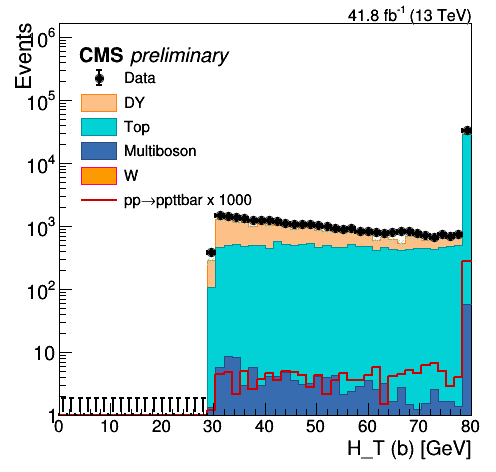 41.8 fb⁻¹ (13 TeV)
Events
CMS preliminary
Data
DY
Top
Multiboson
W
pp→ppttbar x 1000
10⁶
10⁵
10⁴
10³
10²
10
1
0 10 20 30 40 50 60 70 80
H_T (b) [GeV]